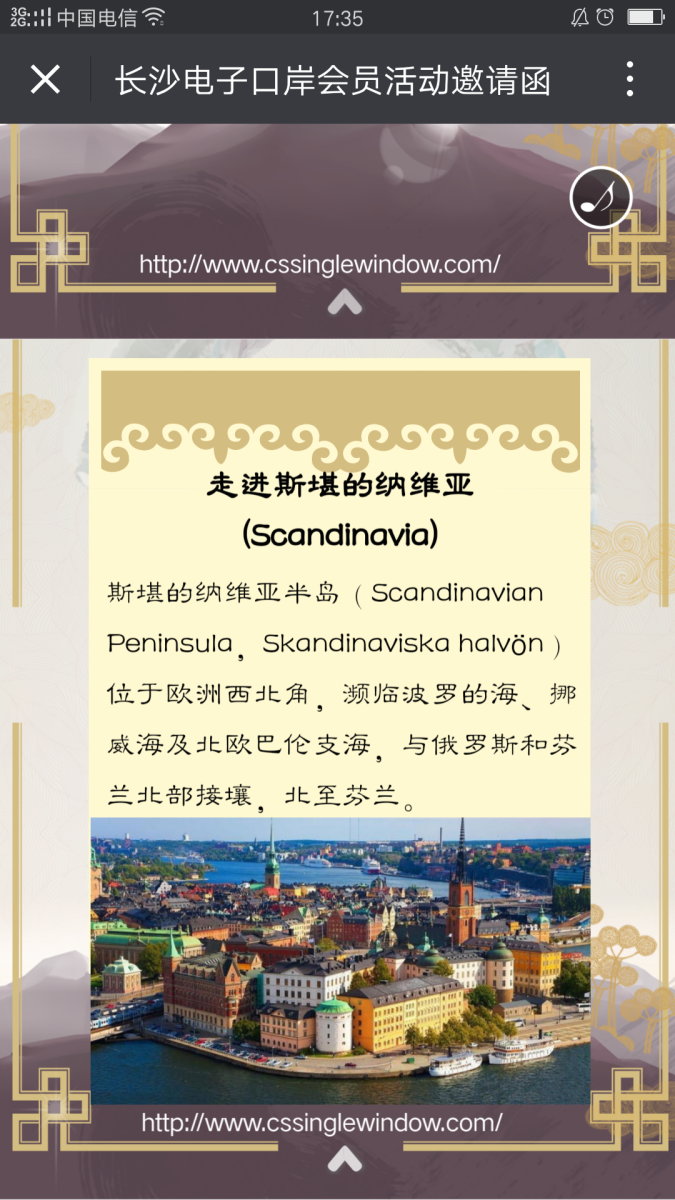 3G
2G 中国电信 17:35
长沙电子口岸会员活动邀请函
http://www.cssinglewindow.com/
走进斯堪的纳维亚
(Scandinavia)
斯堪的纳维亚半岛（Scandinavian
Peninsula，Skandinaviska halvön）
位于欧洲西北角，濒临波罗的海、挪
威海及北欧巴伦支海，与俄罗斯和芬
兰北部接壤，北至芬兰。
http://www.cssinglewindow.com/